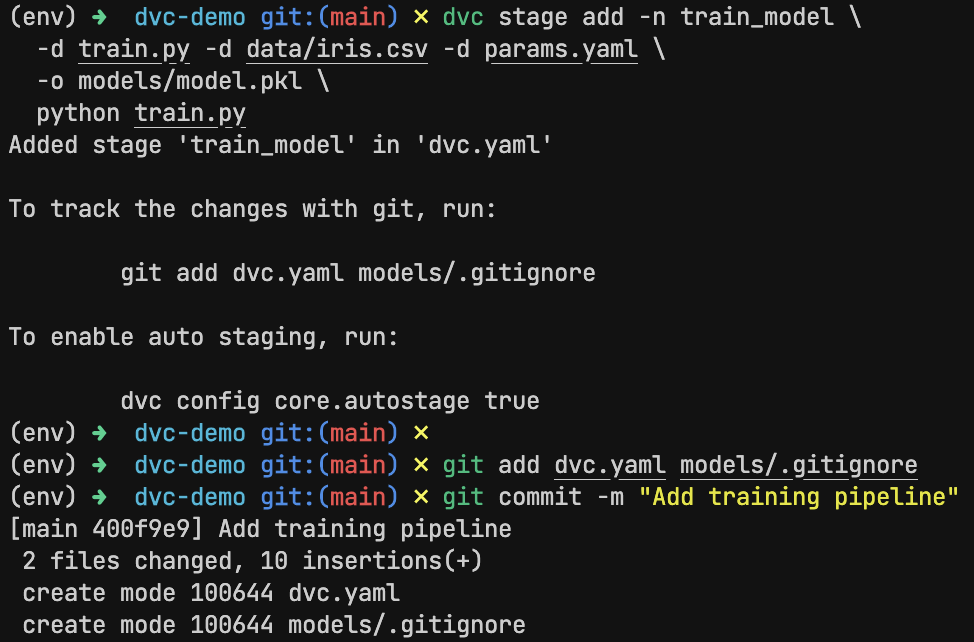 (env) ➜  dvc-demo git:(main) ✗ dvc stage add -n train_model \
  -d train.py -d data/iris.csv -d params.yaml \
  -o models/model.pkl \
  python train.py
Added stage 'train_model' in 'dvc.yaml'

To track the changes with git, run:

        git add dvc.yaml models/.gitignore

To enable auto staging, run:

        dvc config core.autostage true
(env) ➜  dvc-demo git:(main) ✗
(env) ➜  dvc-demo git:(main) ✗ git add dvc.yaml models/.gitignore
(env) ➜  dvc-demo git:(main) ✗ git commit -m "Add training pipeline"
[main 400f9e9] Add training pipeline
 2 files changed, 10 insertions(+)
 create mode 100644 dvc.yaml
 create mode 100644 models/.gitignore